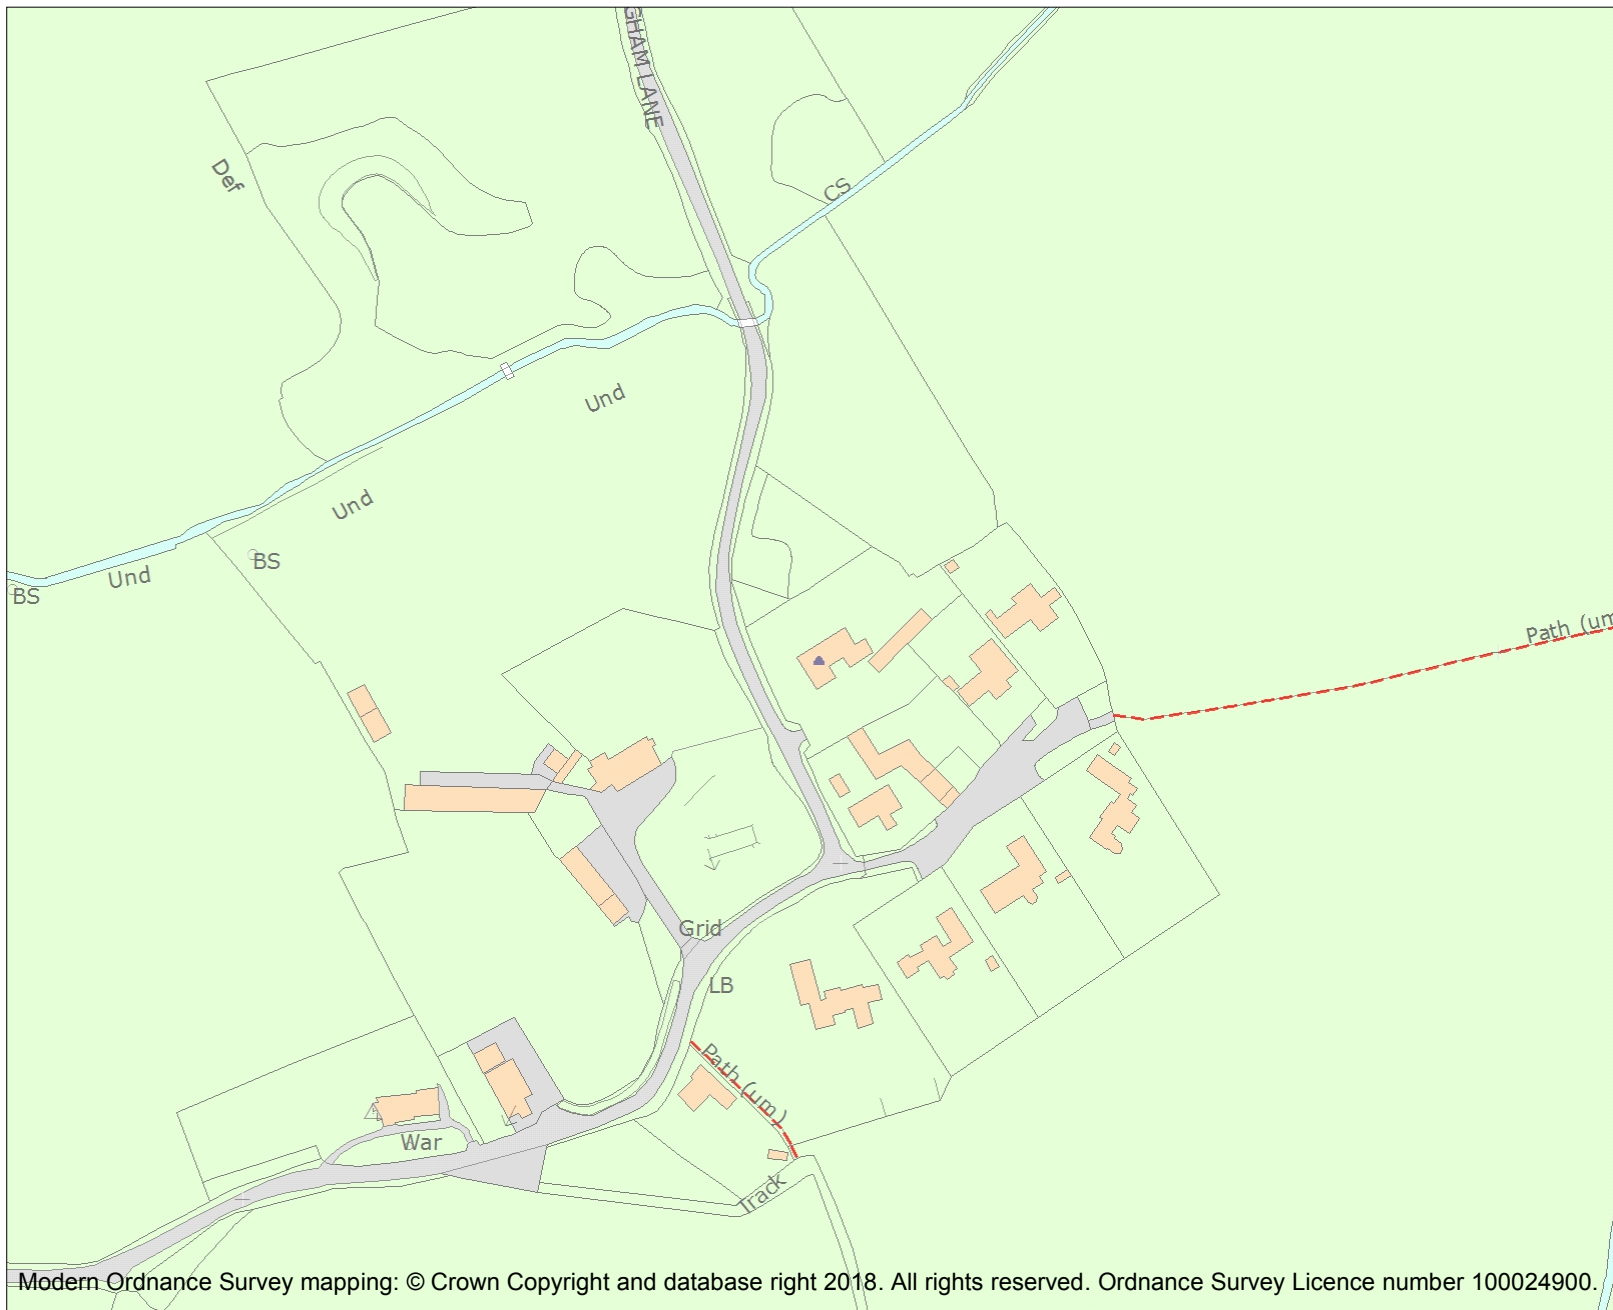 GHAM LANE
Def
CS
Und
Und
BS
Und
BS
Path (um
Grid
LB
Path (um)
War
Track
Modern Ordnance Survey mapping: © Crown Copyright and database right 2018. All rights reserved. Ordnance Survey Licence number 100024900.